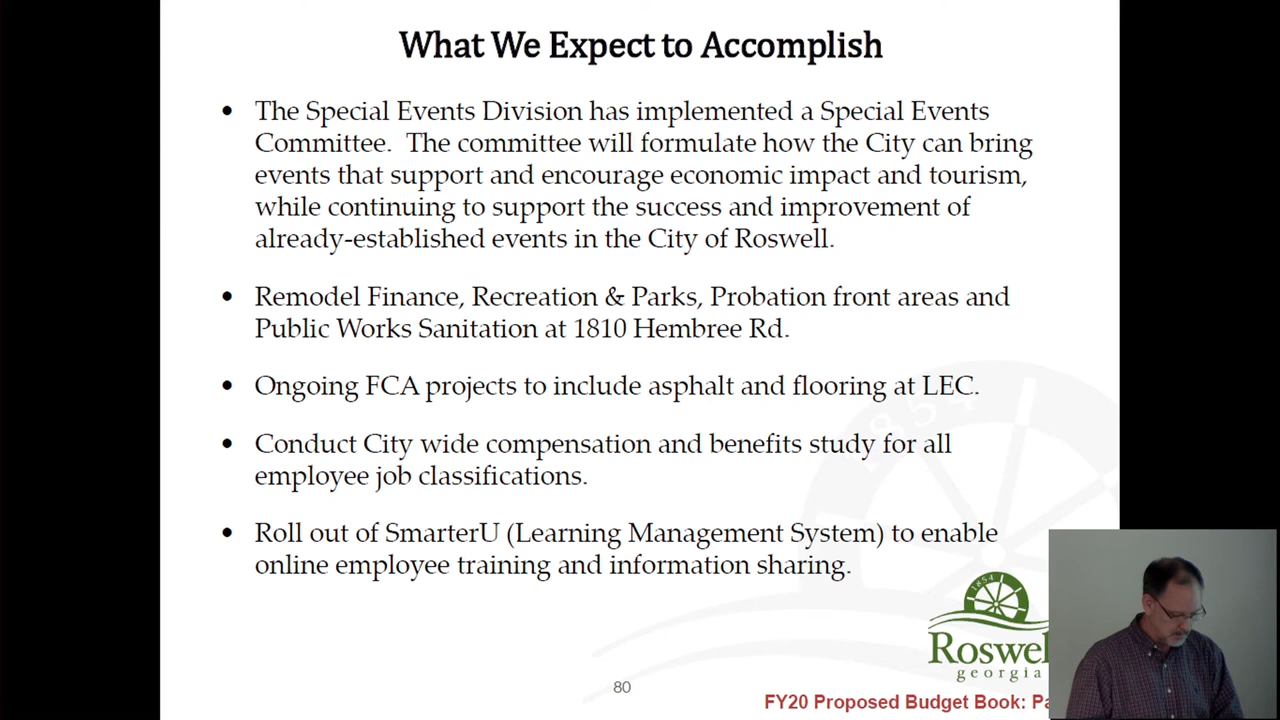 What We Expect to Accomplish
• The Special Events Division has implemented a Special Events
Committee. The committee will formulate how the City can bring
events that support and encourage economic impact and tourism,
while continuing to support the success and improvement of
already-established events in the City of Roswell.
• Remodel Finance, Recreation & Parks, Probation front areas and
Public Works Sanitation at 1810 Hembree Rd.
• Ongoing FCA projects to include asphalt and flooring at LEC.
• Conduct City wide compensation and benefits study for all
employee job classifications.
• Roll out of SmarterU (Learning Management System) to enable
online employee training and information sharing.
1854
1854
Roswel
georgia
80
FY20 Proposed Budget Book: